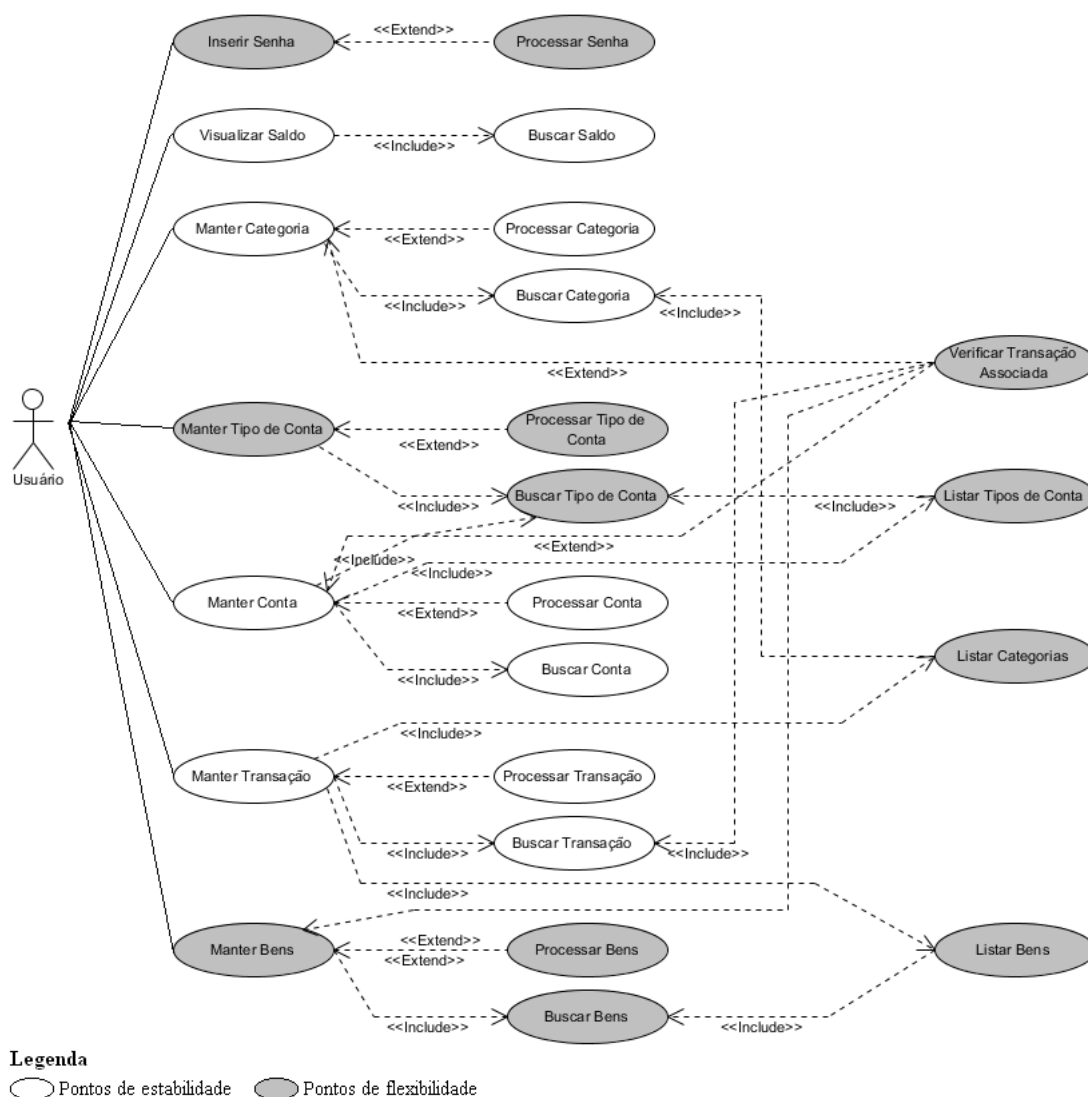 <<Extend>>
Inserir Senha
Processar Senha
Visualizar Saldo
Buscar Saldo
<<Include>>
Manter Categoria
Processar Categoria
<<Extend>>
Buscar Categoria
<<Include>>
<<Include>>
Verificar Transação
Associada
<<Extend>>
Manter Tipo de Conta
Processar Tipo de
Conta
<<Extend>>
Usuário
Buscar Tipo de Conta
Listar Tipos de Conta
<<Include>>
<<Include>>
<<Extend>>
<<Include>>
<<Include>>
Manter Conta
Processar Conta
<<Extend>>
Listar Categorias
Buscar Conta
<<Include>>
<<Include>>
Manter Transação
Processar Transação
<<Extend>>
Buscar Transação
<<Include>>
<<Include>>
<<Include>>
<<Extend>>
Manter Bens
Processar Bens
Listar Bens
<<Extend>>
Buscar Bens
<<Include>>
<<Include>>
Legenda
Pontos de estabilidade
Pontos de flexibilidade